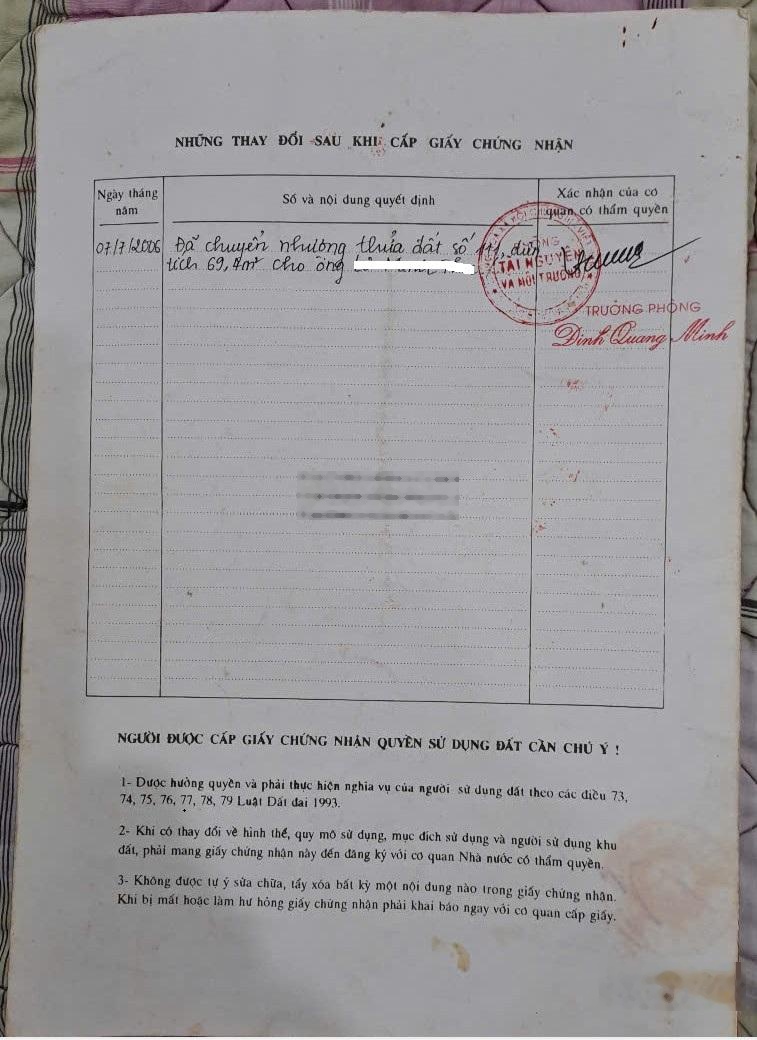 NHỮNG THAY ĐỔI SAU KHI CẤP GIẤY CHỨNG NHẬN
Ngày tháng năm
Số và nội dung quyết định
Xác nhận của cơ quan có thẩm quyền
07/7/2006
Đã chuyển nhường thửa đất số diện
tích 69,4m² cho ông
TÀI NGUYÊN
VÀ MÔI TRƯỜNG
TRƯỞNG PHÒNG
Đinh Quang Minh
NGƯỜI ĐƯỢC CẤP GIẤY CHỨNG NHẬN QUYỀN SỬ DỤNG ĐẤT CẦN CHÚ Ý !
1- Được hưởng quyền và phải thực hiện nghĩa vụ của người sử dụng đất theo các điều 73,
74, 75, 76, 77, 78, 79 Luật Đất đai 1993.
2- Khi có thay đổi về hình thể, quy mô sử dụng, mục đích sử dụng và người sử dụng khu
đất, phải mang giấy chứng nhận này đến đăng ký với cơ quan Nhà nước có thẩm quyền.
3- Không được tự ý sửa chữa, tẩy xóa bất kỳ một nội dung nào trong giấy chứng nhận.
Khi bị mất hoặc làm hư hỏng giấy chứng nhận phải khai báo ngay với cơ quan cấp giấy.